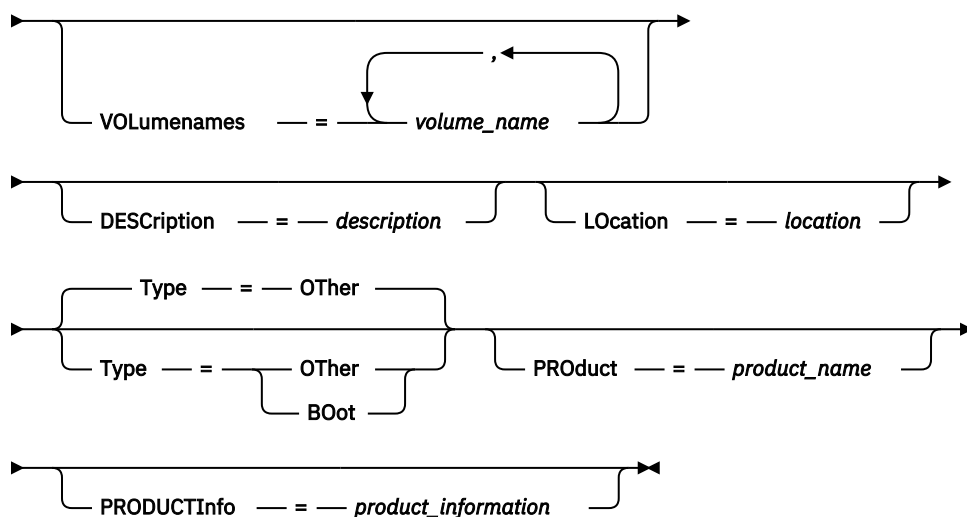 ,
VOLumenames = volume_name
DESCription = description LOcation = location
Type = OTher
Type = OTher PROduct = product_name
BOot
PRODUCTInfo = product_information